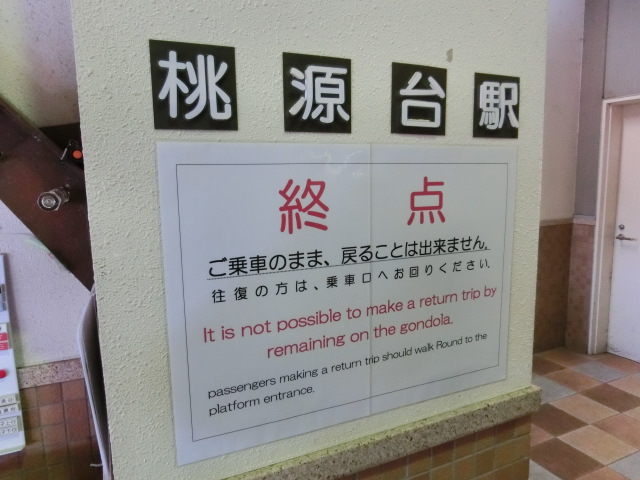 桃源台駅
終点
ご乗車のまま、戻ることは出来ません。
往復の方は、乗車口へお回りください。
It is not possible to make a return trip by
remaining on the gondola.
passengers making a return trip should walk Round to the
platform entrance.